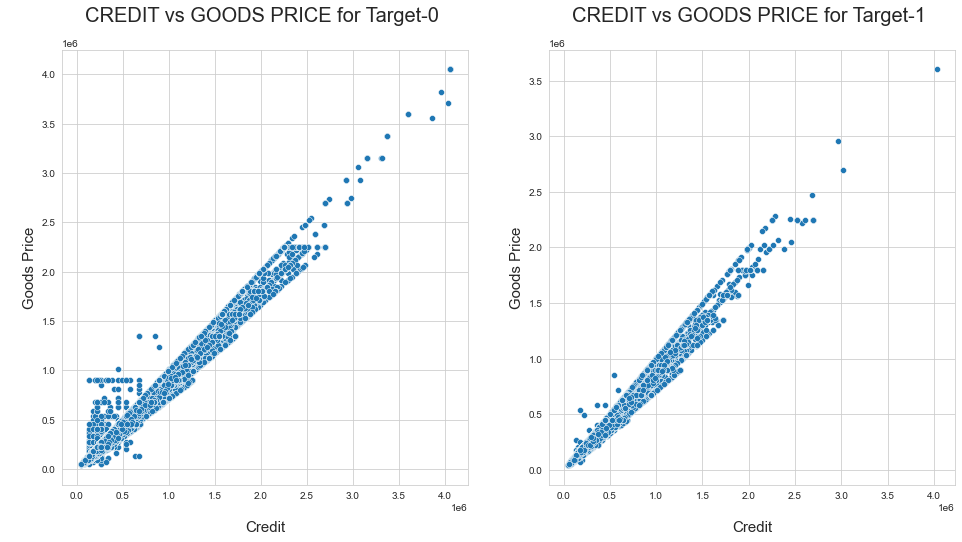 CREDIT vs GOODS PRICE for Target-0
1e6
4.0
3.5
3.0
2.5
2.0
1.5
1.0
0.5
0.0
Goods Price
0.0 0.5 1.0 1.5 2.0 2.5 3.0 3.5 4.0
1e6
Credit
CREDIT vs GOODS PRICE for Target-1
1e6
3.5
3.0
2.5
2.0
1.5
1.0
0.5
0.0
Goods Price
0.0 0.5 1.0 1.5 2.0 2.5 3.0 3.5 4.0
1e6
Credit